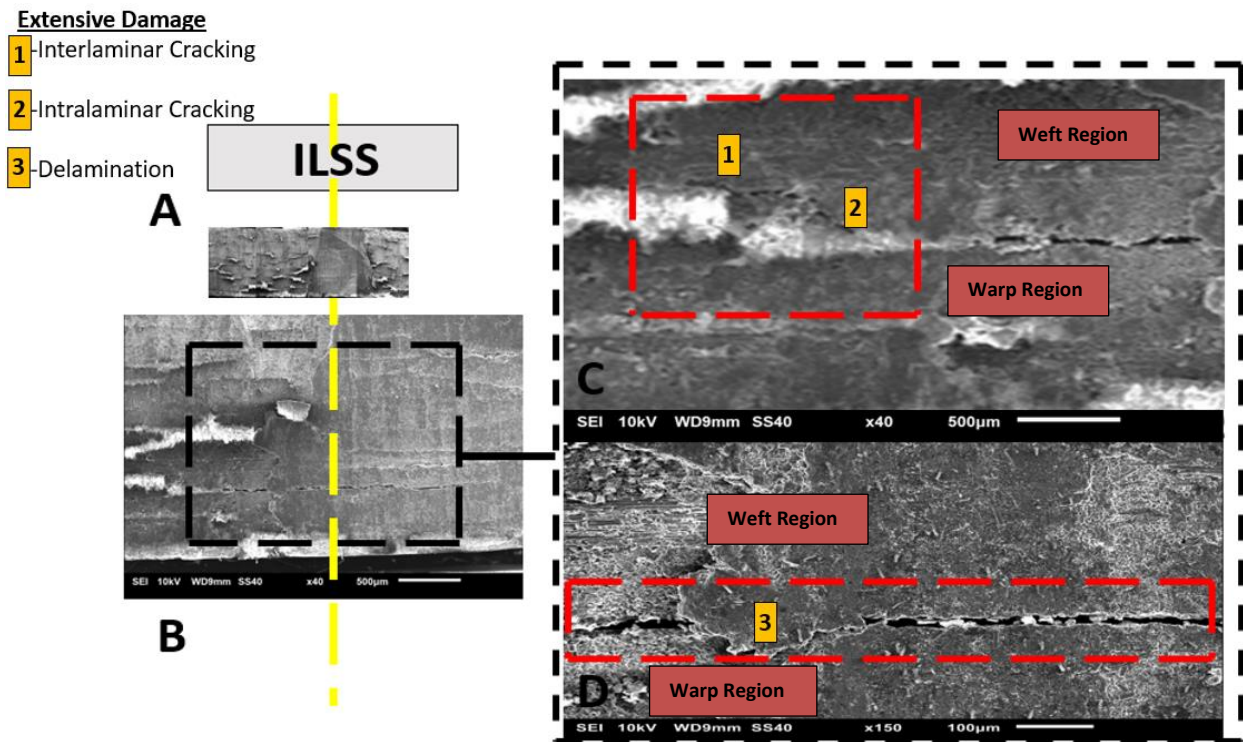 Extensive Damage
1 -Interlaminar Cracking
2 -Intralaminar Cracking
3 -Delamination
ILSS
A
SEI 10kV WD9mm SS40 x40 500μm
B
1
2
Weft Region
Warp Region
C
SEI 10kV WD9mm SS40 x40 500μm
Weft Region
3
Warp Region
D
SEI 10kV WD9mm SS40 x150 100μm